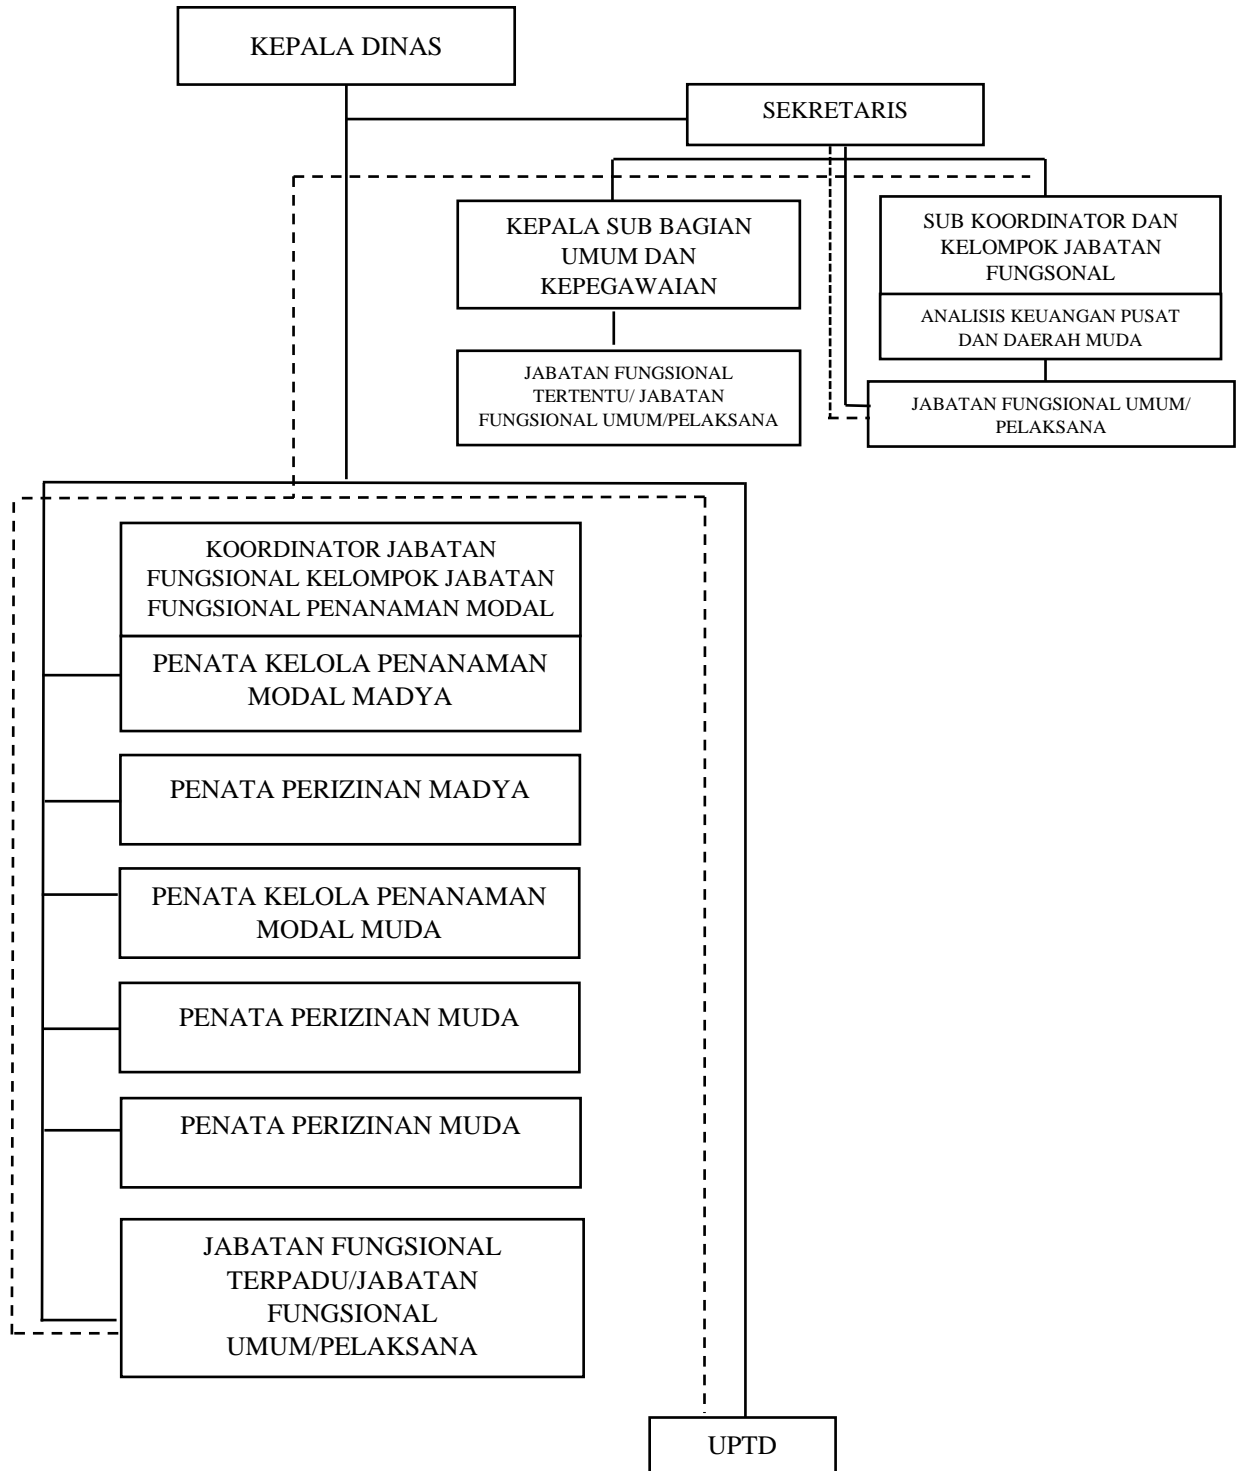 KEPALA DINAS
SEKRETARIS
KEPALA SUB BAGIAN
UMUM DAN
KEPEGAWAIAN
SUB KOORDINATOR DAN
KELOMPOK JABATAN
FUNGSONAL
ANALISIS KEUANGAN PUSAT
DAN DAERAH MUDA
JABATAN FUNGSIONAL
TERTENTU/ JABATAN
FUNGSIONAL UMUM/PELAKSANA
JABATAN FUNGSIONAL UMUM/
PELAKSANA
KOORDINATOR JABATAN
FUNGSIONAL KELOMPOK JABATAN
FUNGSIONAL PENANAMAN MODAL
PENATA KELOLA PENANAMAN
MODAL MADYA
PENATA PERIZINAN MADYA
PENATA KELOLA PENANAMAN
MODAL MUDA
PENATA PERIZINAN MUDA
PENATA PERIZINAN MUDA
JABATAN FUNGSIONAL
TERPADU/JABATAN
FUNGSIONAL
UMUM/PELAKSANA
UPTD